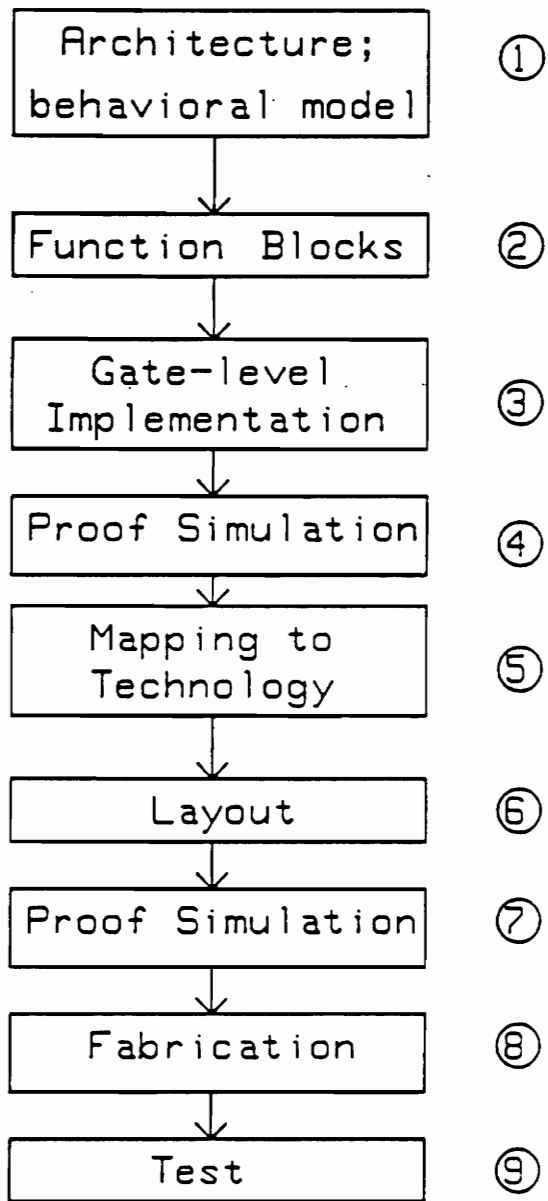 Architecture;
behavioral model
①
Function Blocks
②
Gate-level
Implementation
③
Proof Simulation
④
Mapping to
Technology
⑤
Layout
⑥
Proof Simulation
⑦
Fabrication
⑧
Test
⑨